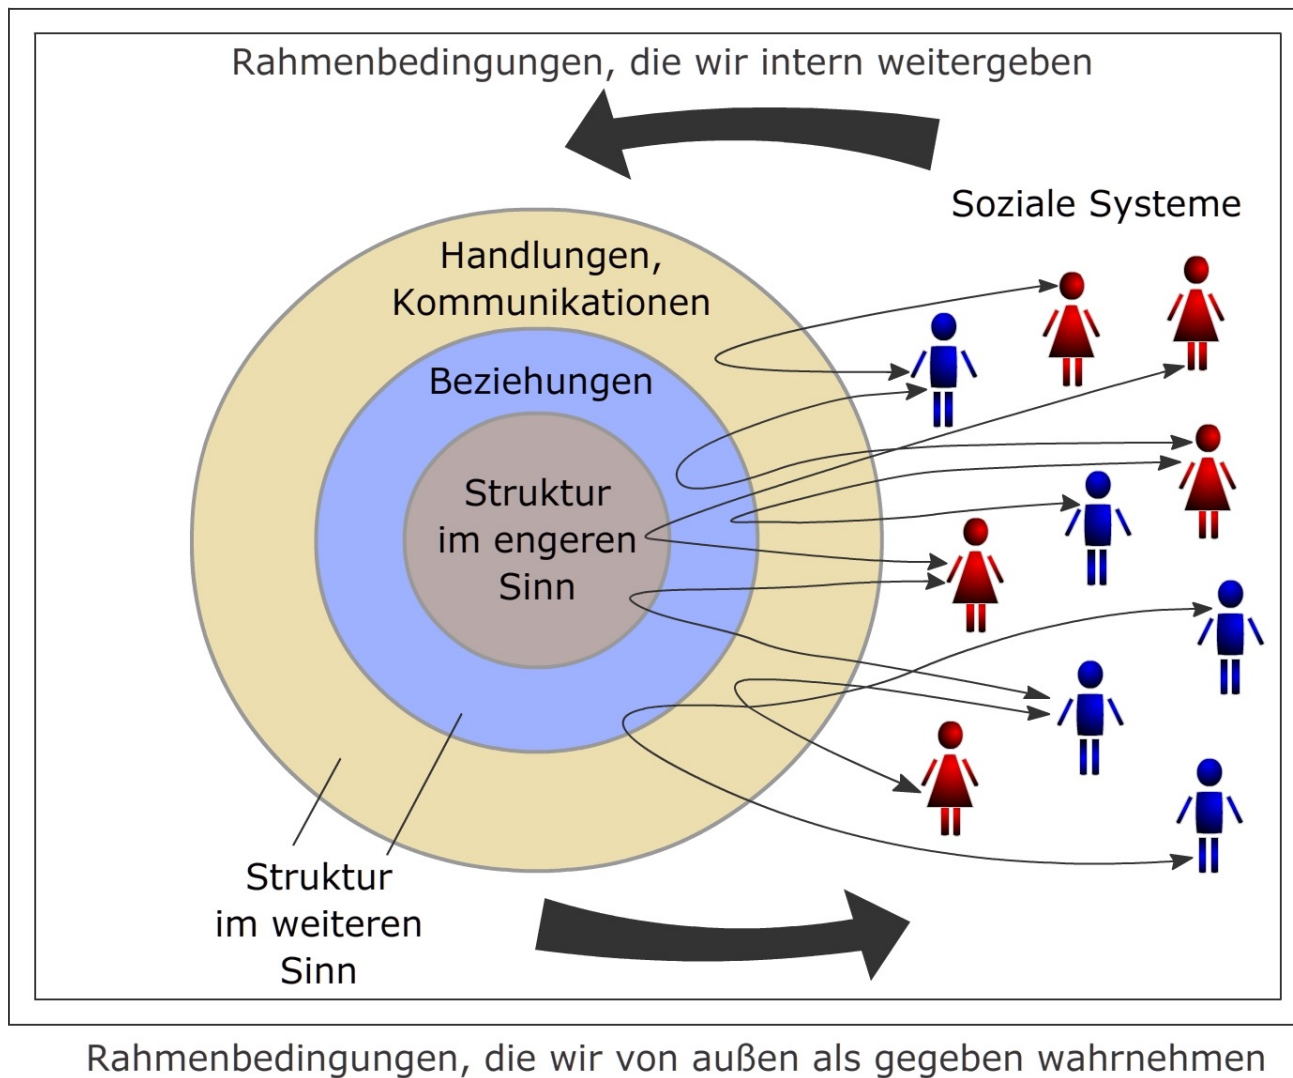 Rahmenbedingungen, die wir intern weitergeben
Soziale Systeme
Handlungen,
Kommunikationen
Beziehungen
Struktur
im engeren
Sinn
Struktur
im weiteren
Sinn
Rahmenbedingungen, die wir von außen als gegeben wahrnehmen